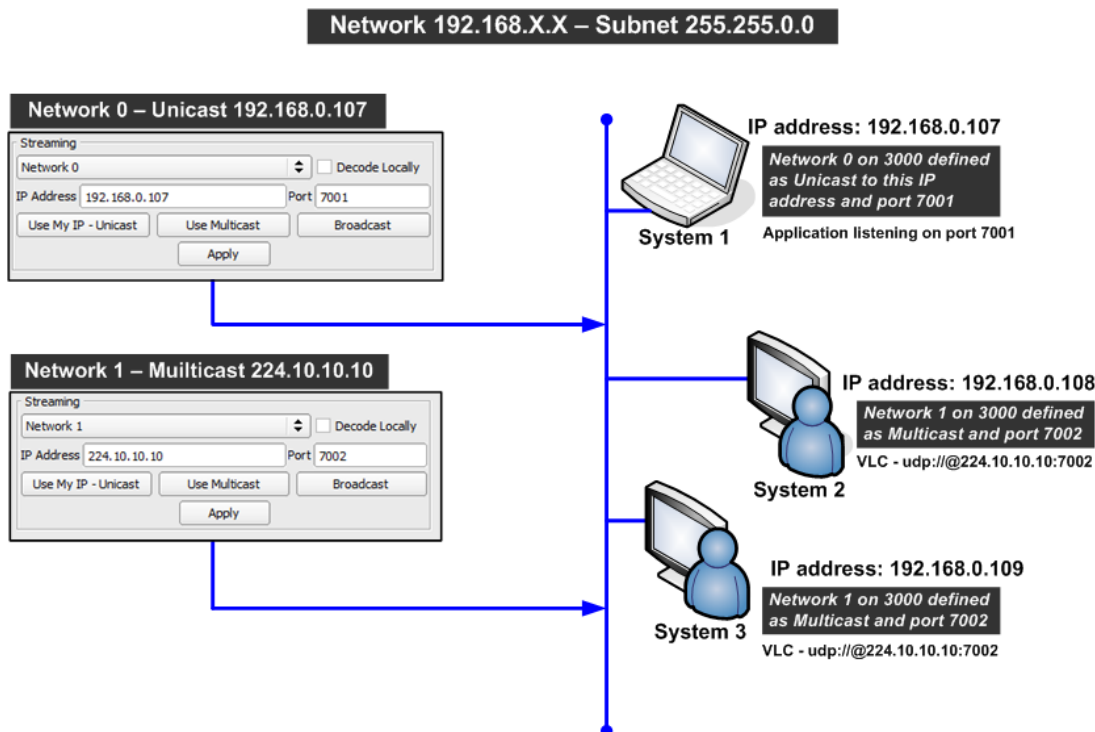 Network 192.168.X.X – Subnet 255.255.0.0
Network 0 – Unicast 192.168.0.107
Streaming
Network 0
Decode Locally
IP Address 192.168.0.107 Port 7001
Use My IP - Unicast Use Multicast Broadcast
Apply
IP address: 192.168.0.107
Network 0 on 3000 defined
as Unicast to this IP
address and port 7001
Application listening on port 7001
System 1
Network 1 – Muilticast 224.10.10.10
Streaming
Network 1
Decode Locally
IP Address 224.10.10.10 Port 7002
Use My IP - Unicast Use Multicast Broadcast
Apply
IP address: 192.168.0.108
Network 1 on 3000 defined
as Multicast and port 7002
VLC - udp://@224.10.10.10:7002
System 2
IP address: 192.168.0.109
Network 1 on 3000 defined
as Multicast and port 7002
VLC - udp://@224.10.10.10:7002
System 3